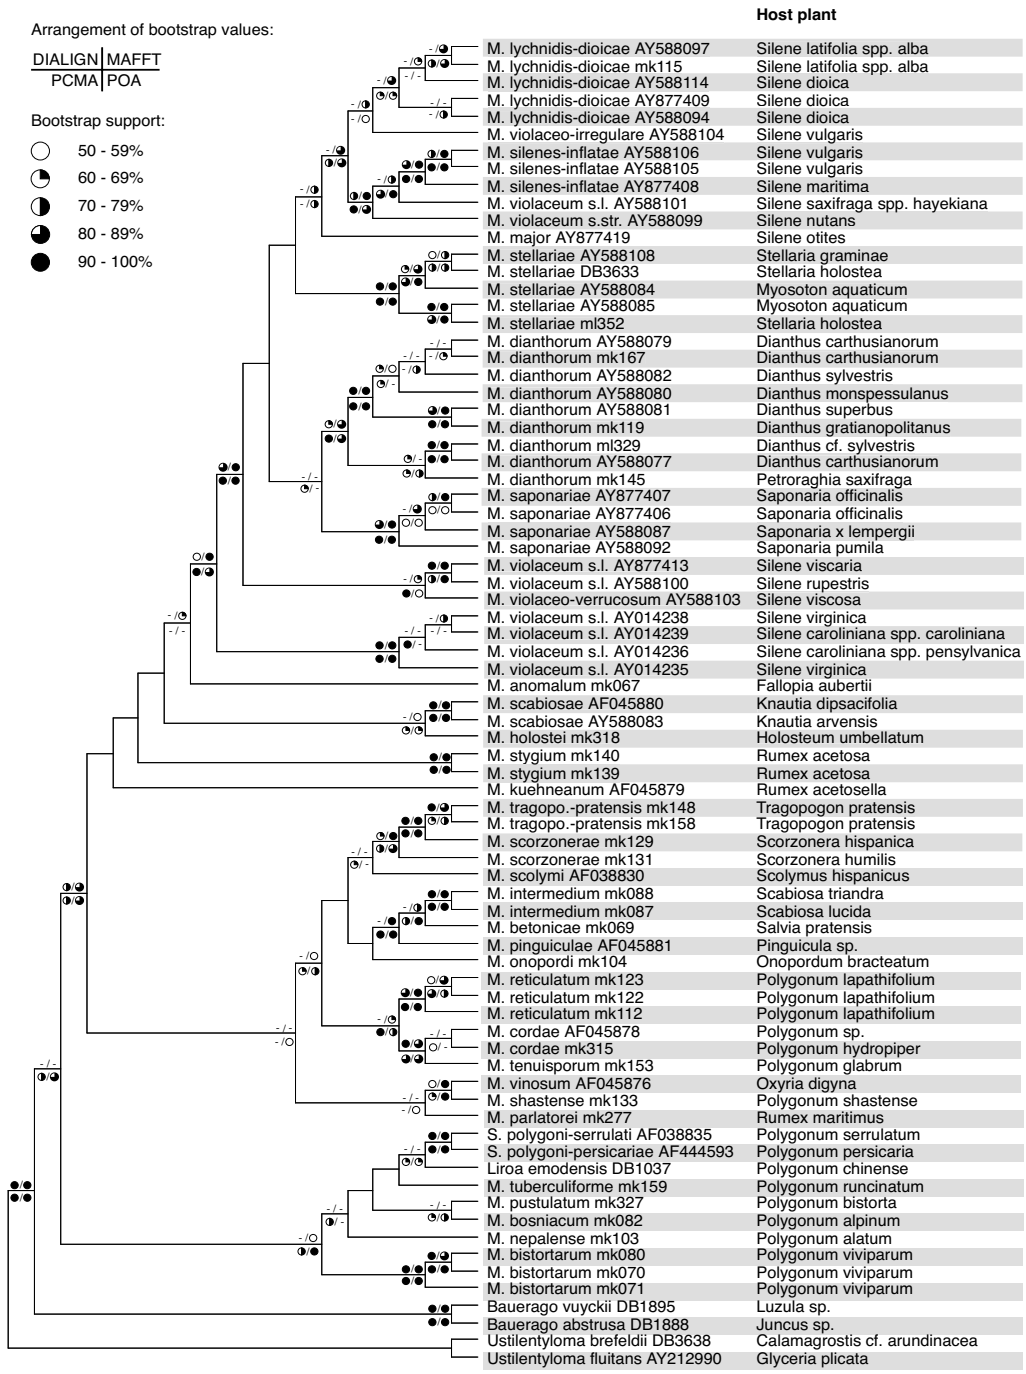 Host plant
Arrangement of bootstrap values:
DIALIGN MAFFT
PCMA POA
Bootstrap support:
50 - 59%
60 - 69%
70 - 79%
80 - 89%
90 - 100%
M. lychnidis-dioicae AY588097 Silene latifolia spp. alba
M. lychnidis-dioicae mk115 Silene latifolia spp. alba
M. lychnidis-dioicae AY588114 Silene dioica
M. lychnidis-dioicae AY877409 Silene dioica
M. lychnidis-dioicae AY588094 Silene dioica
M. violaceo-irregulare AY588104 Silene vulgaris
M. silenes-inflatae AY588106 Silene vulgaris
M. silenes-inflatae AY588105 Silene vulgaris
M. silenes-inflatae AY877408 Silene maritima
M. violaceum s.l. AY588101 Silene saxifraga spp. hayekiana
M. violaceum s.str. AY588099 Silene nutans
M. major AY877419 Silene otites
M. stellariae AY588108 Stellaria graminae
M. stellariae DB3633 Stellaria holostea
M. stellariae AY588084 Myosoton aquaticum
M. stellariae AY588085 Myosoton aquaticum
M. stellariae ml352 Stellaria holostea
M. dianthorum AY588079 Dianthus carthusianorum
M. dianthorum mk167 Dianthus carthusianorum
M. dianthorum AY588082 Dianthus sylvestris
M. dianthorum AY588080 Dianthus monspessulanus
M. dianthorum AY588081 Dianthus superbus
M. dianthorum mk119 Dianthus gratianopolitanus
M. dianthorum ml329 Dianthus cf. sylvestris
M. dianthorum AY588077 Dianthus carthusianorum
M. dianthorum mk145 Petroraghia saxifraga
M. saponariae AY877407 Saponaria officinalis
M. saponariae AY877406 Saponaria officinalis
M. saponariae AY588087 Saponaria x lempergii
M. saponariae AY588092 Saponaria pumila
M. violaceum s.l. AY877413 Silene viscaria
M. violaceum s.l. AY588100 Silene rupestris
M. violaceo-verrucosum AY588103 Silene viscosa
M. violaceum s.l. AY014238 Silene virginica
M. violaceum s.l. AY014239 Silene caroliniana spp. caroliniana
M. violaceum s.l. AY014236 Silene caroliniana spp. pensylvanica
M. violaceum s.l. AY014235 Silene virginica
M. anomalum mk067 Fallopia aubertii
M. scabiosae AF045880 Knautia dipsacifolia
M. scabiosae AY588083 Knautia arvensis
M. holostei mk318 Holosteum umbellatum
M. stygium mk140 Rumex acetosa
M. stygium mk139 Rumex acetosa
M. kuehneanum AF045879 Rumex acetosella
M. tragopo.-pratensis mk148 Tragopogon pratensis
M. tragopo.-pratensis mk158 Tragopogon pratensis
M. scorzonerae mk129 Scorzonera hispanica
M. scorzonerae mk131 Scorzonera humilis
M. scolymi AF038830 Scolymus hispanicus
M. intermedium mk088 Scabiosa triandra
M. intermedium mk087 Scabiosa lucida
M. betonicae mk069 Salvia pratensis
M. pinguiculae AF045881 Pinguicula sp.
M. onopordi mk104 Onopordum bracteatum
M. reticulatum mk123 Polygonum lapathifolium
M. reticulatum mk122 Polygonum lapathifolium
M. reticulatum mk112 Polygonum lapathifolium
M. cordae AF045878 Polygonum sp.
M. cordae mk315 Polygonum hydropiper
M. tenuisporum mk153 Polygonum glabrum
M. vinosum AF045876 Oxyria digyna
M. shastense mk133 Polygonum shastense
M. parlatorei mk277 Rumex maritimus
S. polygoni-serrulati AF038835 Polygonum serrulatum
S. polygoni-persicariae AF444593 Polygonum persicaria
Liroa emodensis DB1037 Polygonum chinense
M. tuberculiforme mk159 Polygonum runcinatum
M. pustulatum mk327 Polygonum bistorta
M. bosniacum mk082 Polygonum alpinum
M. nepalense mk103 Polygonum alatum
M. bistortarum mk080 Polygonum viviparum
M. bistortarum mk070 Polygonum viviparum
M. bistortarum mk071 Polygonum viviparum
Bauerago vuyckii DB1895 Luzula sp.
Bauerago abstrusa DB1888 Juncus sp.
Ustilentyloma brefeldii DB3638 Calamagrostis cf. arundinacea
Ustilentyloma fluitans AY212990 Glyceria plicata